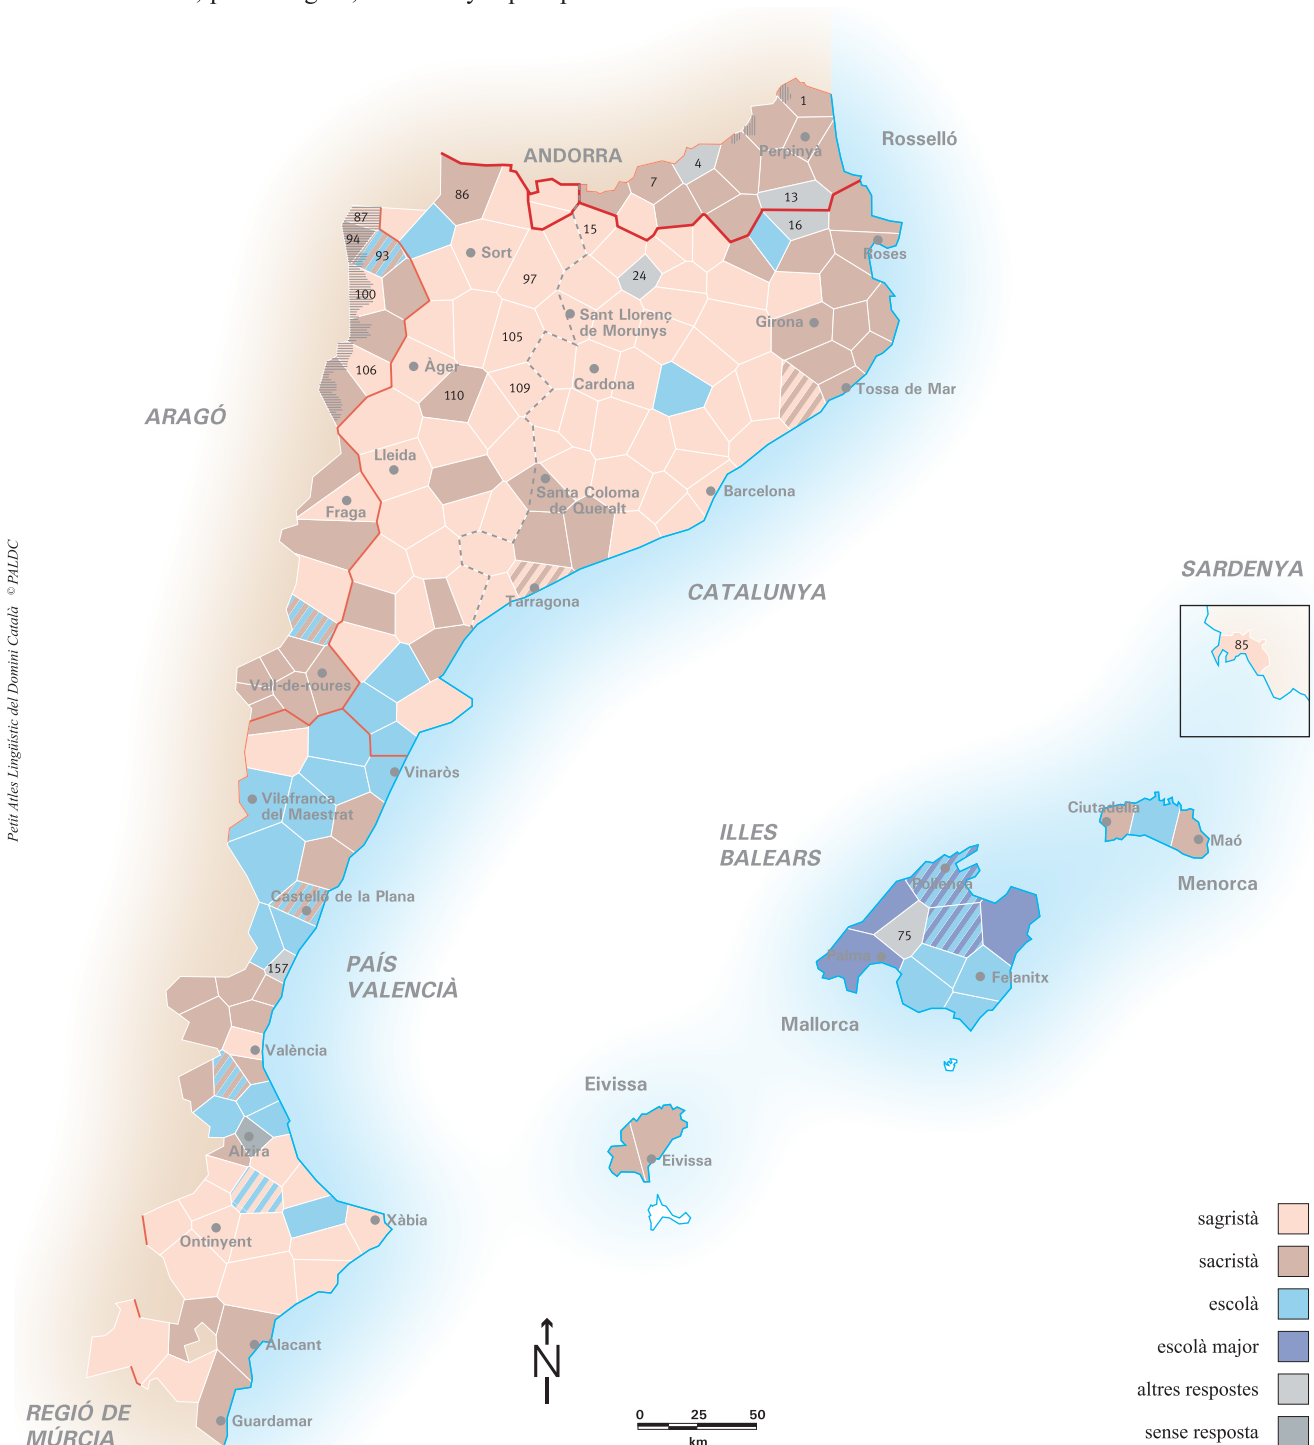 1
Rosselló
Perpinyà
ANDORRA
4
7
86
13
87
16
15
94
93
Sort
Roses
97
24
100
Sant Llorenç
de Morunys
Girona
105
Àger
106
Cardona
109
110
Tossa de Mar
ARAGÓ
Lleida
Santa Coloma
de Queralt
Barcelona
Fraga
Petit Atles Lingüístic del Domini Català © PALDC
SARDENYA
CATALUNYA
Tarragona
85
Vall-de-roures
Vinaròs
Vilafranca
del Maestrat
Ciutadella
ILLES
BALEARS
Maó
Pollença
Menorca
Castelló de la Plana
75
Palma
Felanitx
157
PAÍS
VALENCIÀ
Mallorca
València
Eivissa
Alzira
Eivissa
Xàbia
Ontinyent
sagristà
sacristà
escolà
escolà major
altres respostes
sense resposta
Alacant
N
REGIÓ DE
MÚRCIA
Guardamar
0 25 50
km